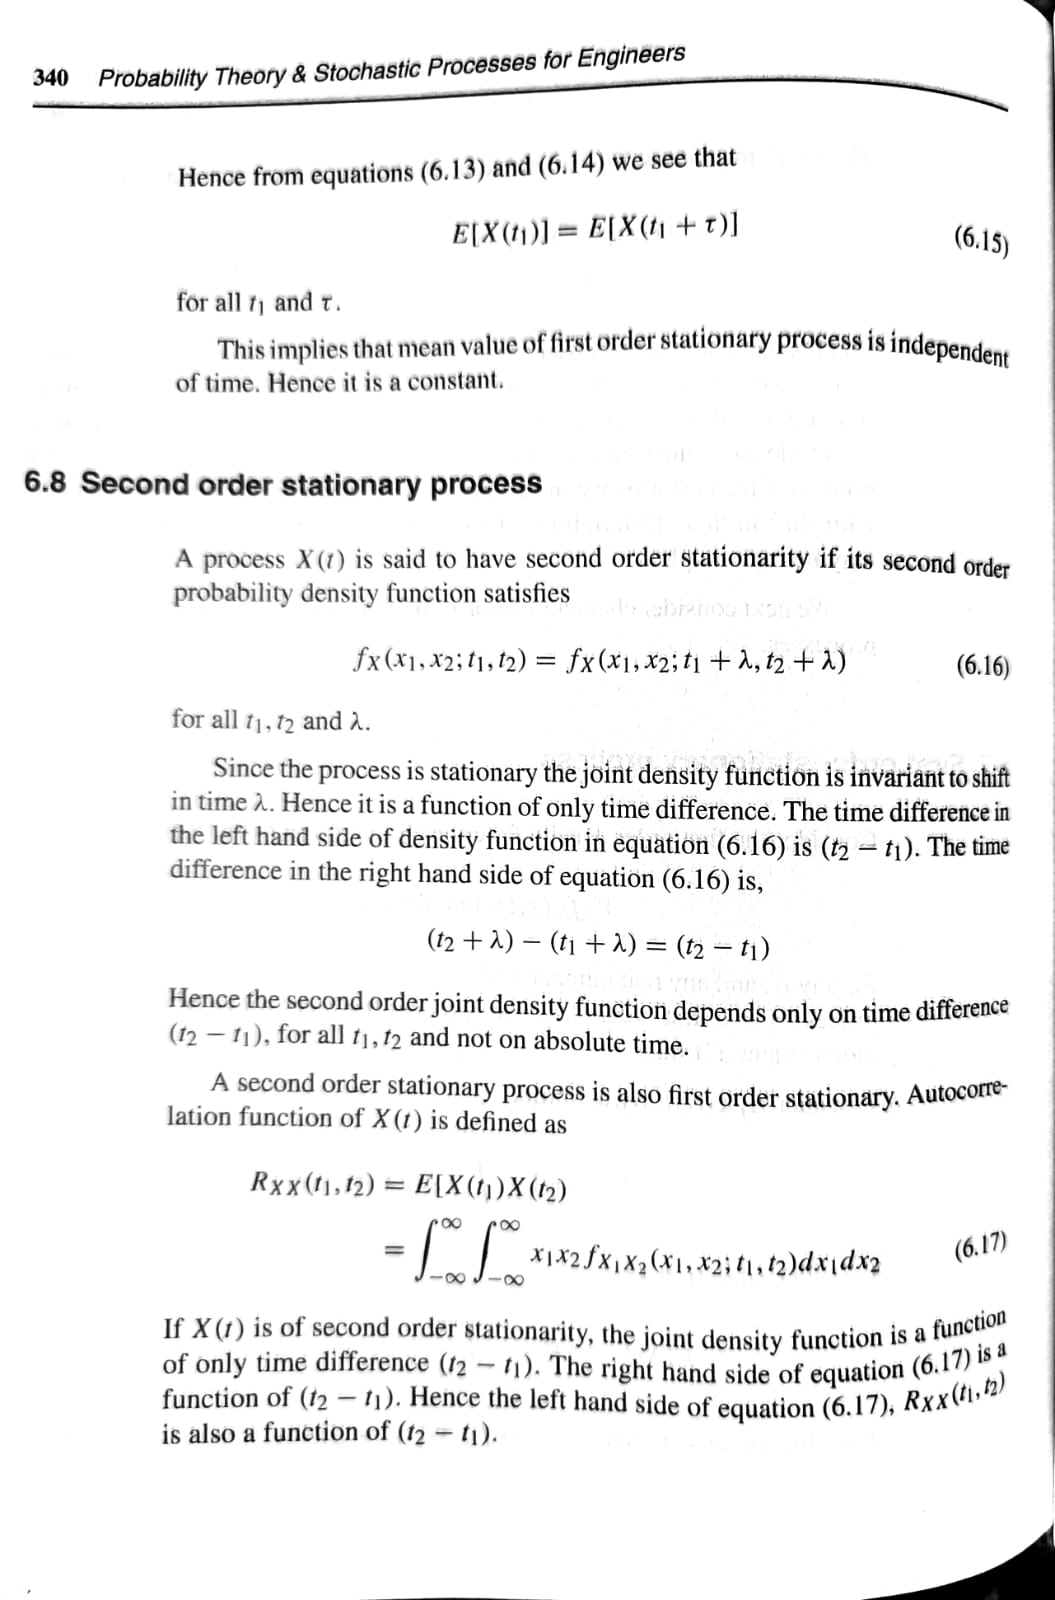 340 Probability Theory & Stochastic Processes for Engineers
Hence from equations (6.13) and (6.14) we see that
E[X(t₁)] = E[X(t₁ + τ)]
(6.15)
for all t₁ and τ.
This implies that mean value of first order stationary process is independent
of time. Hence it is a constant.
6.8 Second order stationary process
A process X(t) is said to have second order stationarity if its second order
probability density function satisfies
fX(x₁, x₂; t₁, t₂) = fX(x₁, x₂; t₁ + λ, t₂ + λ)
(6.16)
for all t₁, t₂ and λ.
Since the process is stationary the joint density function is invariant to shift
in time λ. Hence it is a function of only time difference. The time difference in
the left hand side of density function in equation (6.16) is (t₂ − t₁). The time
difference in the right hand side of equation (6.16) is,
(t₂ + λ) − (t₁ + λ) = (t₂ − t₁)
Hence the second order joint density function depends only on time difference
(t₂ − t₁), for all t₁, t₂ and not on absolute time.
A second order stationary process is also first order stationary. Autocorre-
lation function of X(t) is defined as
RXX(t₁, t₂) = E[X(t₁)X(t₂)
= ∫_{−∞}^{∞} ∫_{−∞}^{∞} x₁x₂ fX₁X₂(x₁, x₂; t₁, t₂)dx₁dx₂
(6.17)
If X(t) is of second order stationarity, the joint density function is a function
of only time difference (t₂ − t₁). The right hand side of equation (6.17) is a
function of (t₂ − t₁). Hence the left hand side of equation (6.17), RXX(t₁, t₂)
is also a function of (t₂ − t₁).